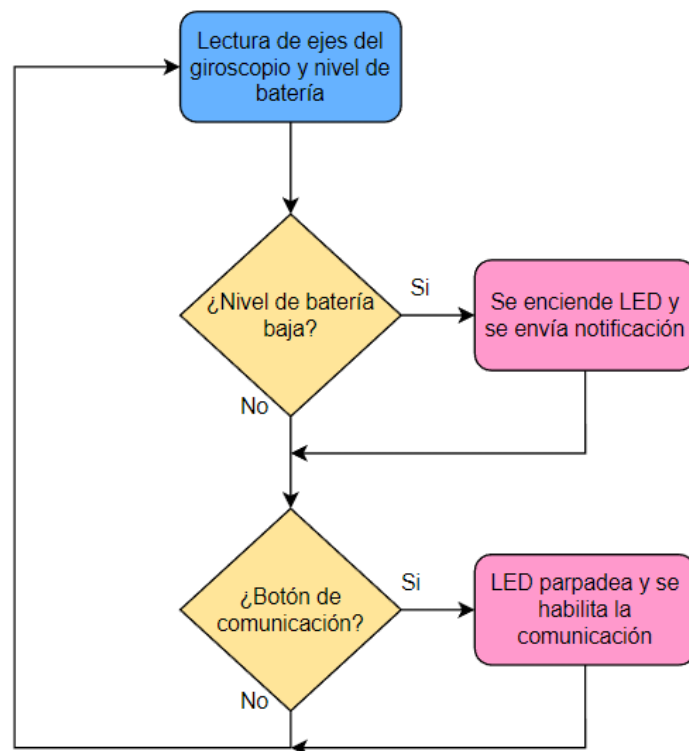 Lectura de ejes del
giroscopio y nivel de
batería
¿Nivel de batería
baja?
Si
Se enciende LED y
se envía notificación
No
¿Botón de
comunicación?
Si
LED parpadea y se
habilita la
comunicación
No